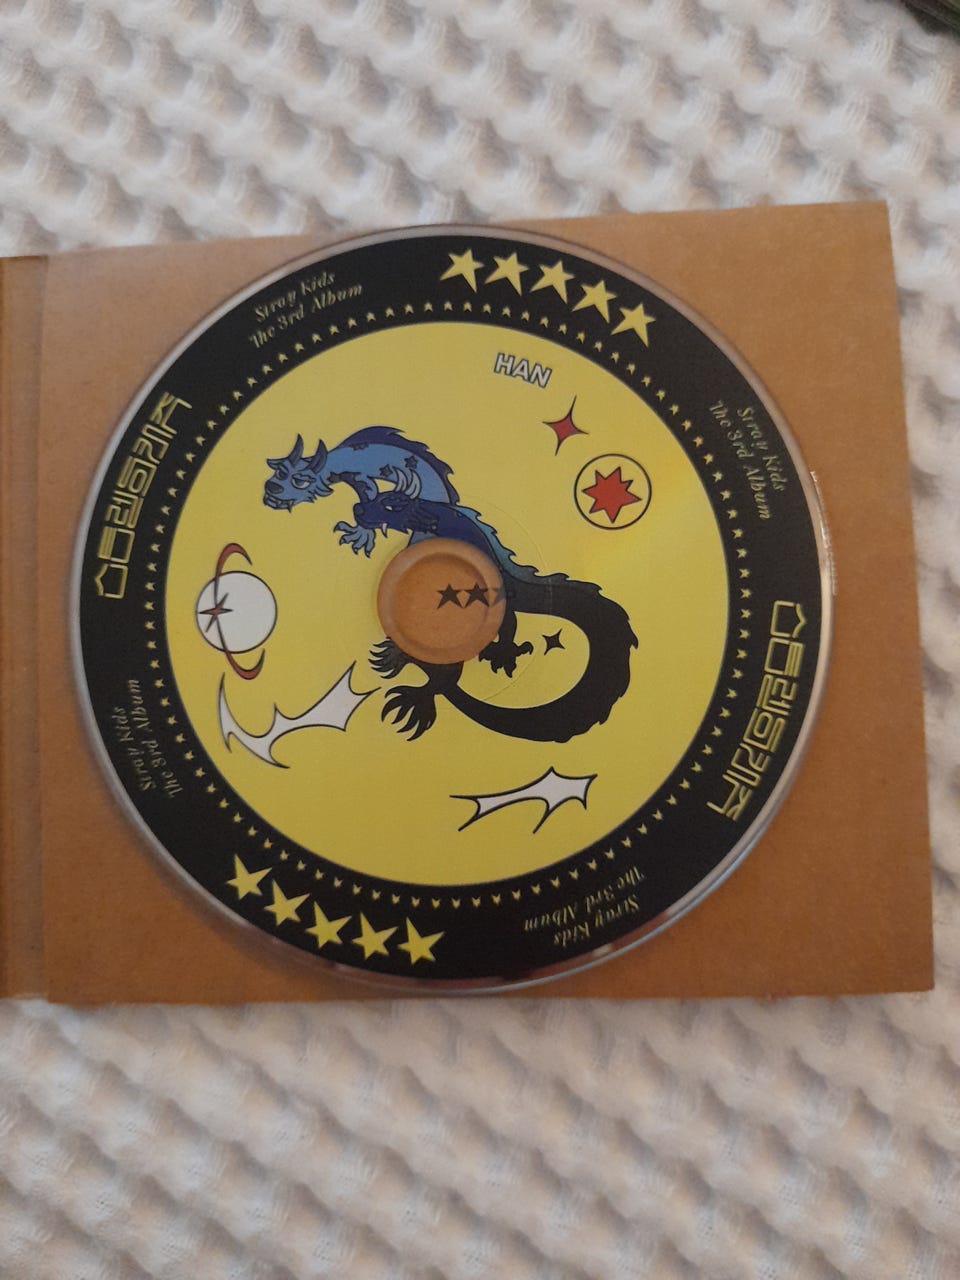 Stray Kids
The 3rd Album
HAN
스트레이키즈
Stray Kids
The 3rd Album
스트레이키즈
Stray Kids
The 3rd Album
Stray Kids
The 3rd Album